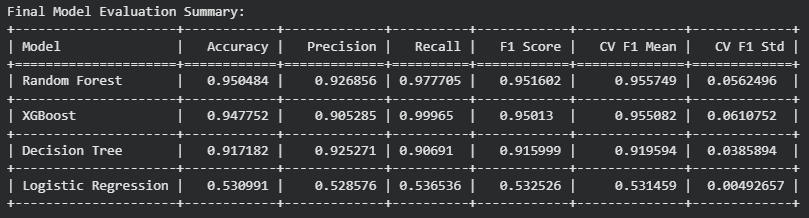 Final Model Evaluation Summary:
+---------------------+------------+-------------+----------+------------+--------------+-------------+
| Model               |   Accuracy |   Precision |   Recall |   F1 Score |   CV F1 Mean |   CV F1 Std |
+=====================+============+=============+==========+============+==============+=============+
| Random Forest       |   0.950484 |    0.926856 | 0.977705 |   0.951602 |     0.955749 |  0.0562496  |
+---------------------+------------+-------------+----------+------------+--------------+-------------+
| XGBoost             |   0.947752 |    0.905285 | 0.99965  |   0.95013  |     0.955082 |  0.0610752  |
+---------------------+------------+-------------+----------+------------+--------------+-------------+
| Decision Tree       |   0.917182 |    0.925271 | 0.90691  |   0.915999 |     0.919594 |  0.0385894  |
+---------------------+------------+-------------+----------+------------+--------------+-------------+
| Logistic Regression |   0.530991 |    0.528576 | 0.536536 |   0.532526 |     0.531459 |  0.00492657 |
+---------------------+------------+-------------+----------+------------+--------------+-------------+